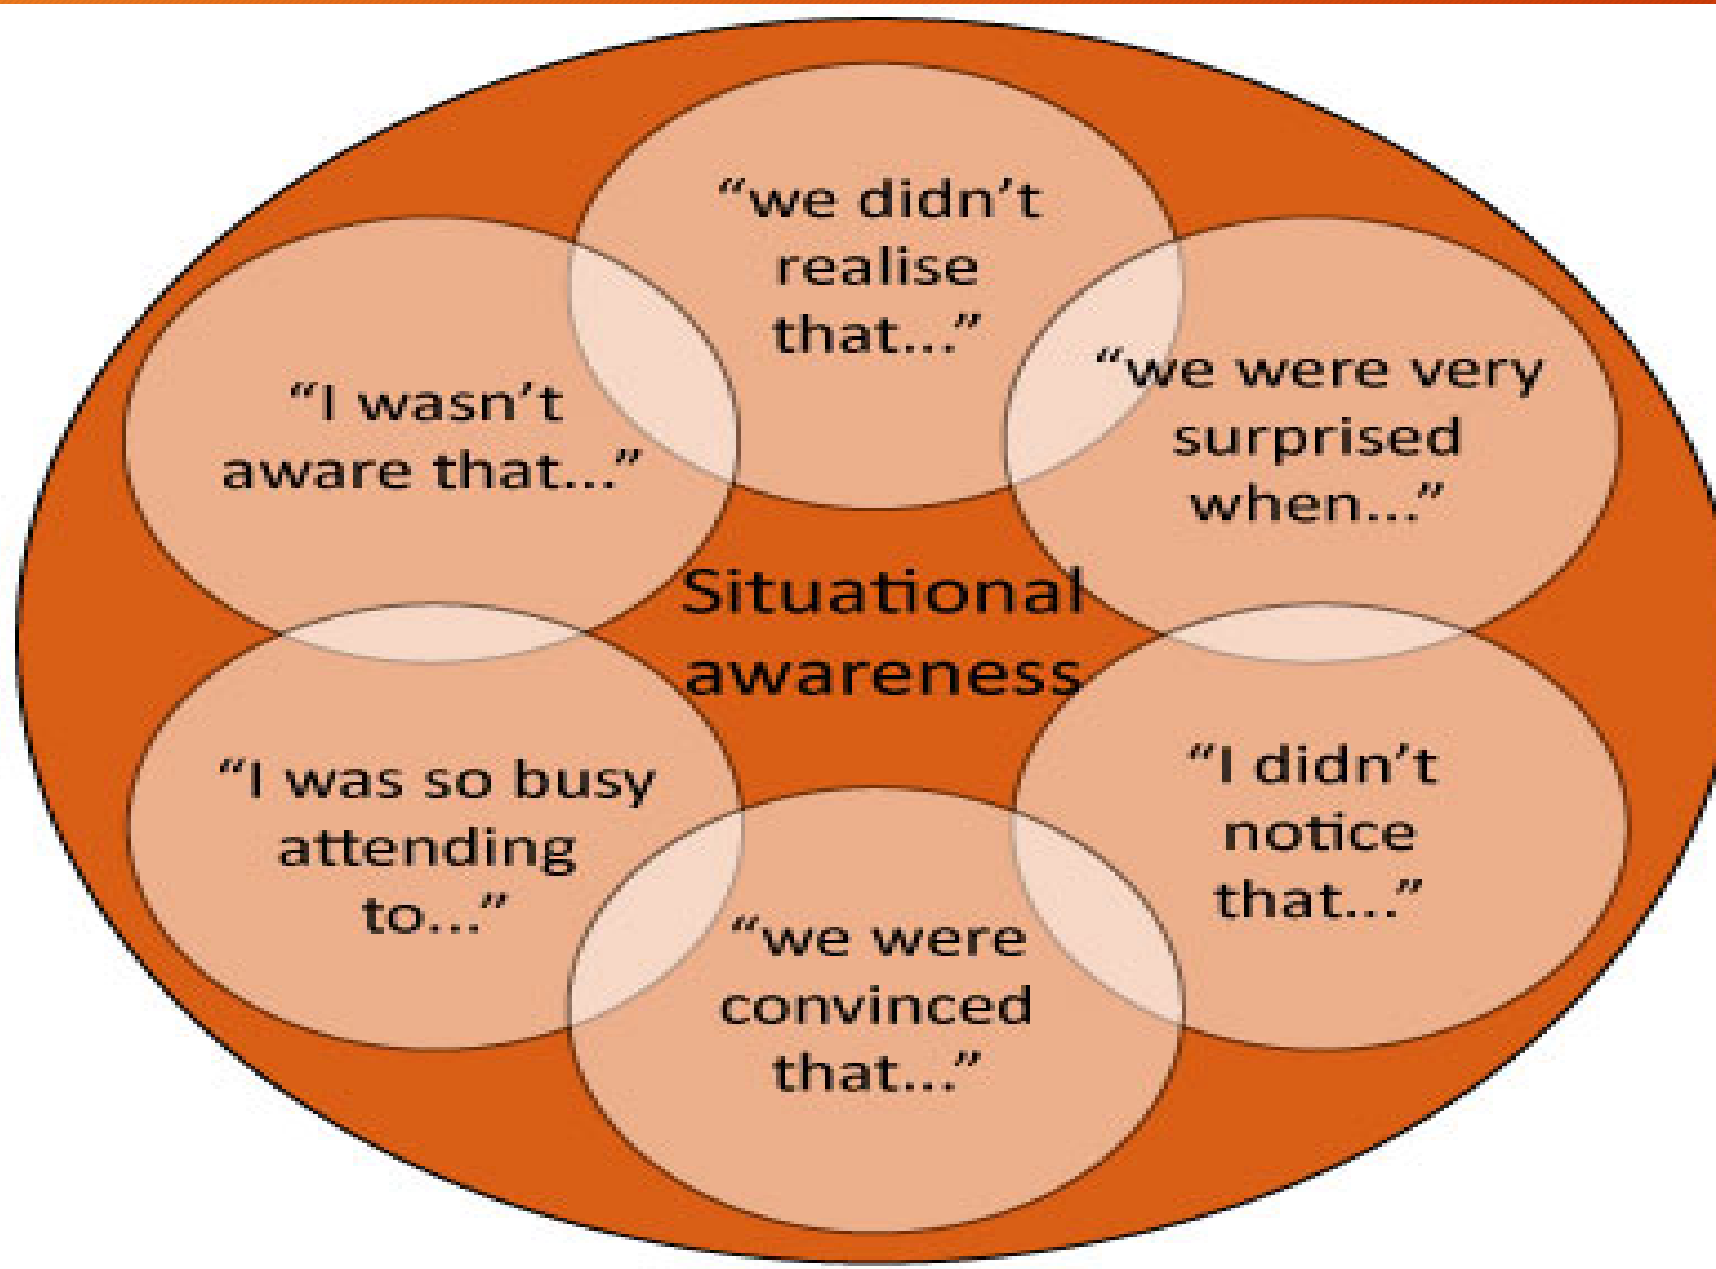 “we didn’t
realise
that...”
“we were very
surprised
when...”
“I wasn’t
aware that...”
Situational
awareness
“I didn’t
notice
that...”
“I was so busy
attending
to...”
“we were
convinced
that...”